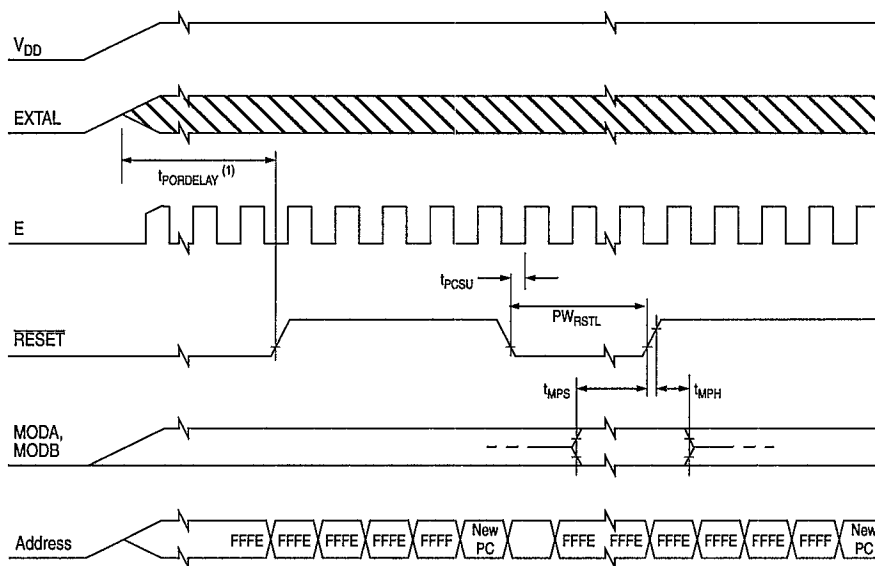 VDD
EXTAL
tPORDELAY (1)
E
tPCSU
PWRSTL
RESET
tMPS
tMPH
MODA,
MODB
Address
FFFE FFFE FFFE FFFE FFFF New PC FFFE FFFE FFFE FFFE FFFE FFFF New PC